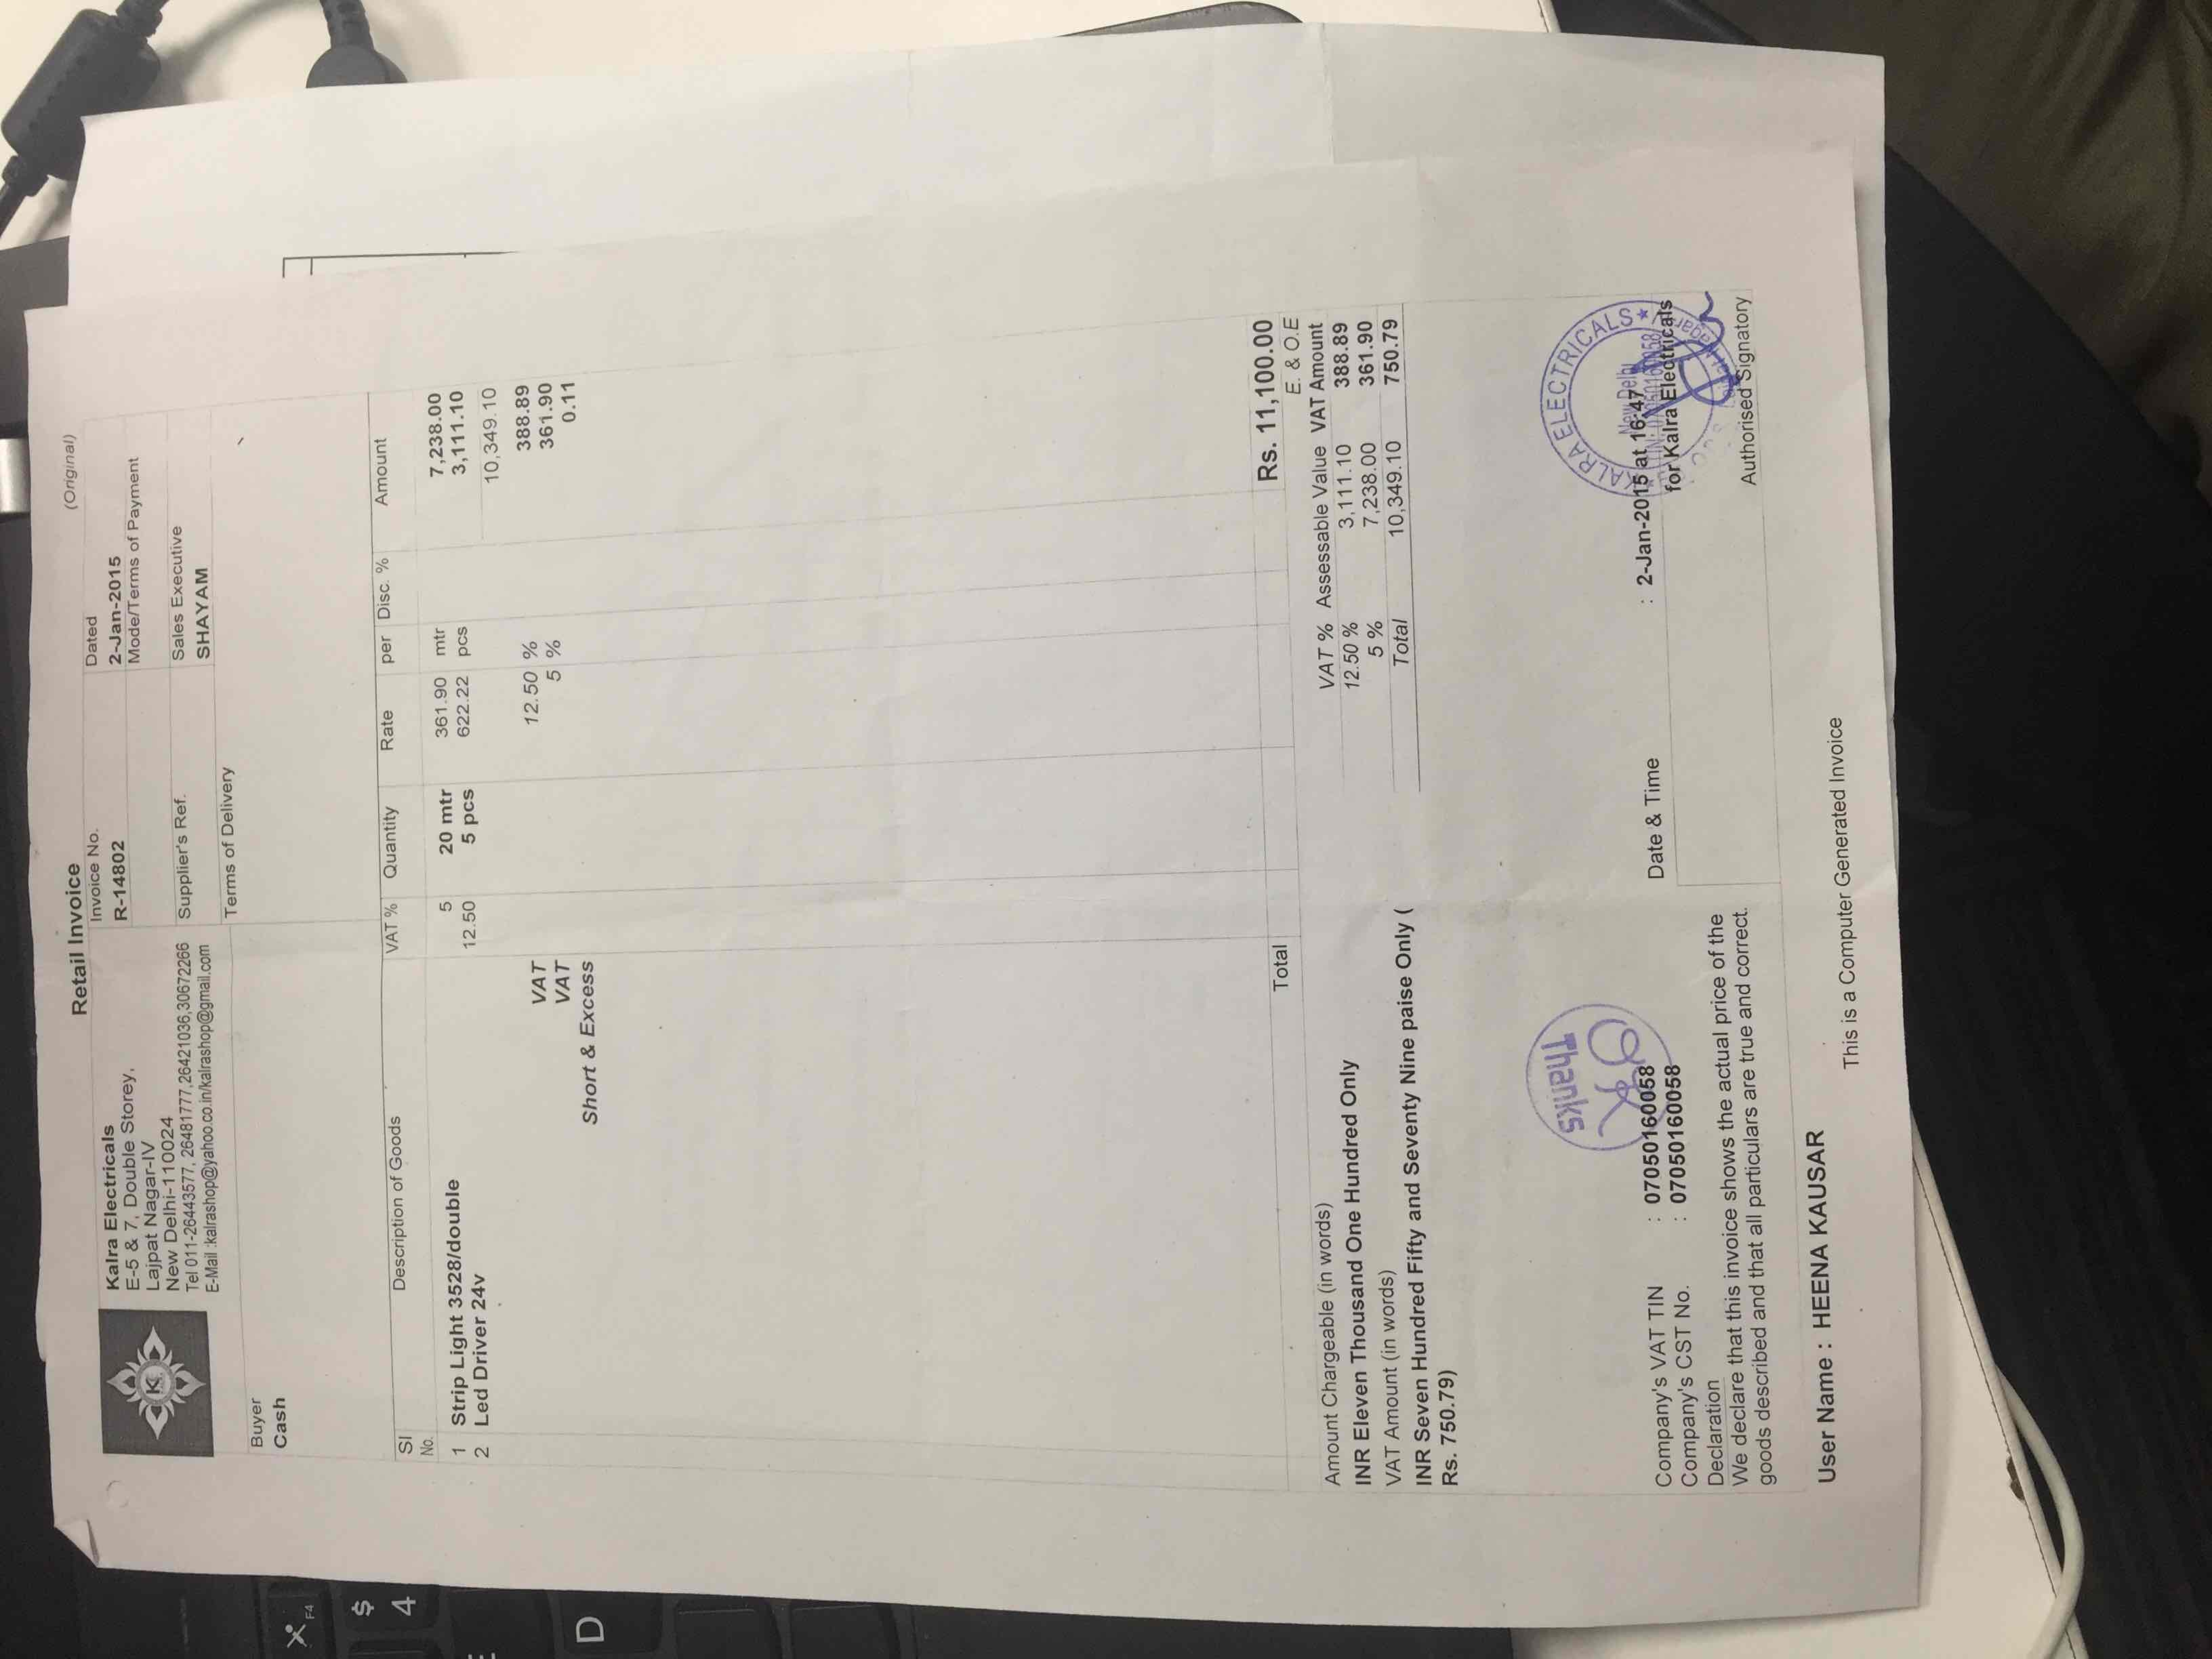 Retail Invoice
(Original)
Kalra Electricals
E-5 & 7, Double Storey,
Lajpat Nagar-IV
New Delhi-110024
Tel 011-26443577, 26481777,26421036,30672266
E-Mail :kalrashop@yahoo.co.in/kalrashop@gmail.com
Invoice No.
R-14802
Dated
2-Jan-2015
Mode/Terms of Payment
Supplier's Ref.
Sales Executive
SHAYAM
Terms of Delivery
Buyer
Cash
SI No. Description of Goods VAT % Quantity Rate per Disc. % Amount
1 Strip Light 3528/double 5 20 mtr 361.90 mtr 7,238.00
2 Led Driver 24v 12.50 5 pcs 622.22 pcs 3,111.10
10,349.10
VAT 12.50 % 388.89
VAT 5 % 361.90
Short & Excess 0.11
Total Rs. 11,100.00
E. & O.E
Amount Chargeable (in words)
INR Eleven Thousand One Hundred Only
VAT Amount (in words)
INR Seven Hundred Fifty and Seventy Nine paise Only (
Rs. 750.79)
VAT % Assessable Value VAT Amount
12.50 % 3,111.10 388.89
5 % 7,238.00 361.90
Total 10,349.10 750.79
Thanks
OK
KALRA ELECTRICALS
New Delhi
Company's VAT TIN : 07050160058
Company's CST No. : 07050160058
Date & Time : 2-Jan-2015 at 16:47
for Kalra Electricals
Authorised Signatory
Declaration
We declare that this invoice shows the actual price of the
goods described and that all particulars are true and correct.
User Name : HEENA KAUSAR
This is a Computer Generated Invoice
F4
$
4
D